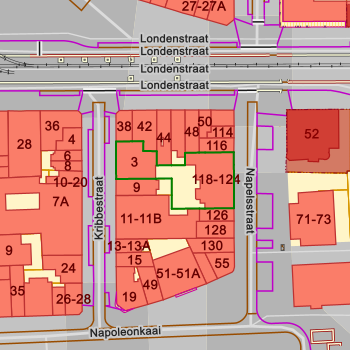 27-27A
Londenstraat
Londenstraat
Londenstraat
Londenstraat
38
42
44
48
50
114
116
36
4
28
6
8
10-20
7A
3
9
118-124
52
Kribbestraat
Napelsstraat
11-11B
126
128
130
71-73
13-13A
15
9
24
51-51A
55
49
19
35
26-28
Napoleonkaai